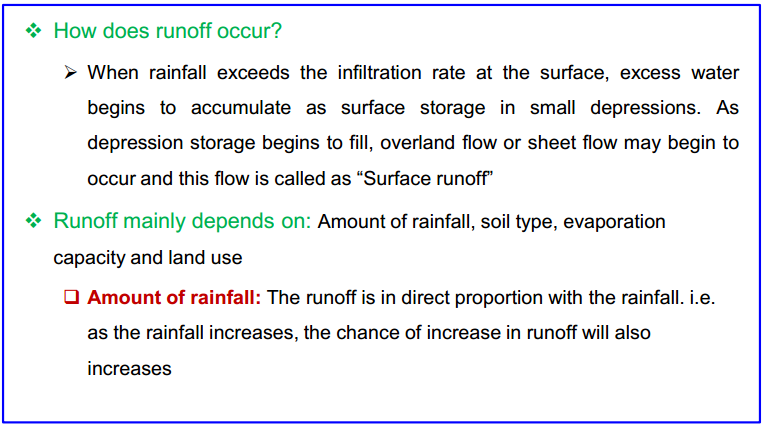 ❖ How does runoff occur?
➢ When rainfall exceeds the infiltration rate at the surface, excess water
begins to accumulate as surface storage in small depressions. As
depression storage begins to fill, overland flow or sheet flow may begin to
occur and this flow is called as “Surface runoff”
❖ Runoff mainly depends on: Amount of rainfall, soil type, evaporation
capacity and land use
❑ Amount of rainfall: The runoff is in direct proportion with the rainfall. i.e.
as the rainfall increases, the chance of increase in runoff will also
increases